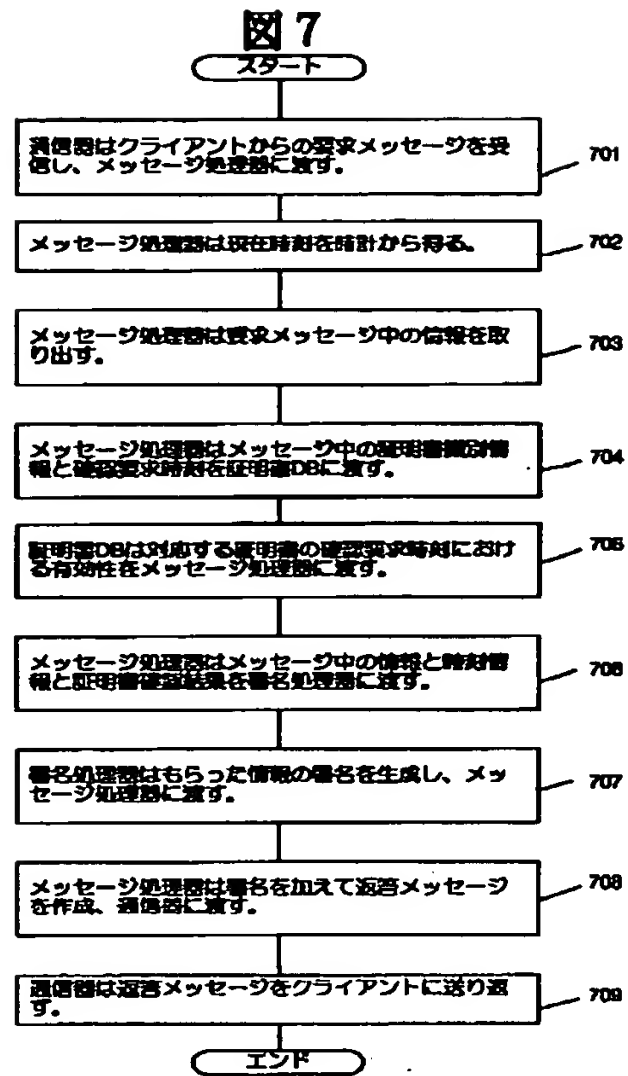 図7
スタート
通信器はクライアントからの要求メッセージを受
信し、メッセージ処理器に渡す。
701
メッセージ処理器は現在時刻を時計から得る。
702
メッセージ処理器は要求メッセージ中の情報を取
り出す。
703
メッセージ処理器はメッセージ中の証明書識別情
報と確認要求時刻を証明書DBに渡す。
704
証明書DBは対応する証明書の確認要求時刻におけ
る有効性をメッセージ処理器に渡す。
705
メッセージ処理器はメッセージ中の情報と時刻情
報と証明書確認結果を署名処理器に渡す。
706
署名処理器はもらった情報の署名を生成し、メッ
セージ処理器に渡す。
707
メッセージ処理器は署名を加えて返答メッセージ
を作成、通信器に渡す。
708
通信器は返答メッセージをクライアントに送り返
す。
709
エンド